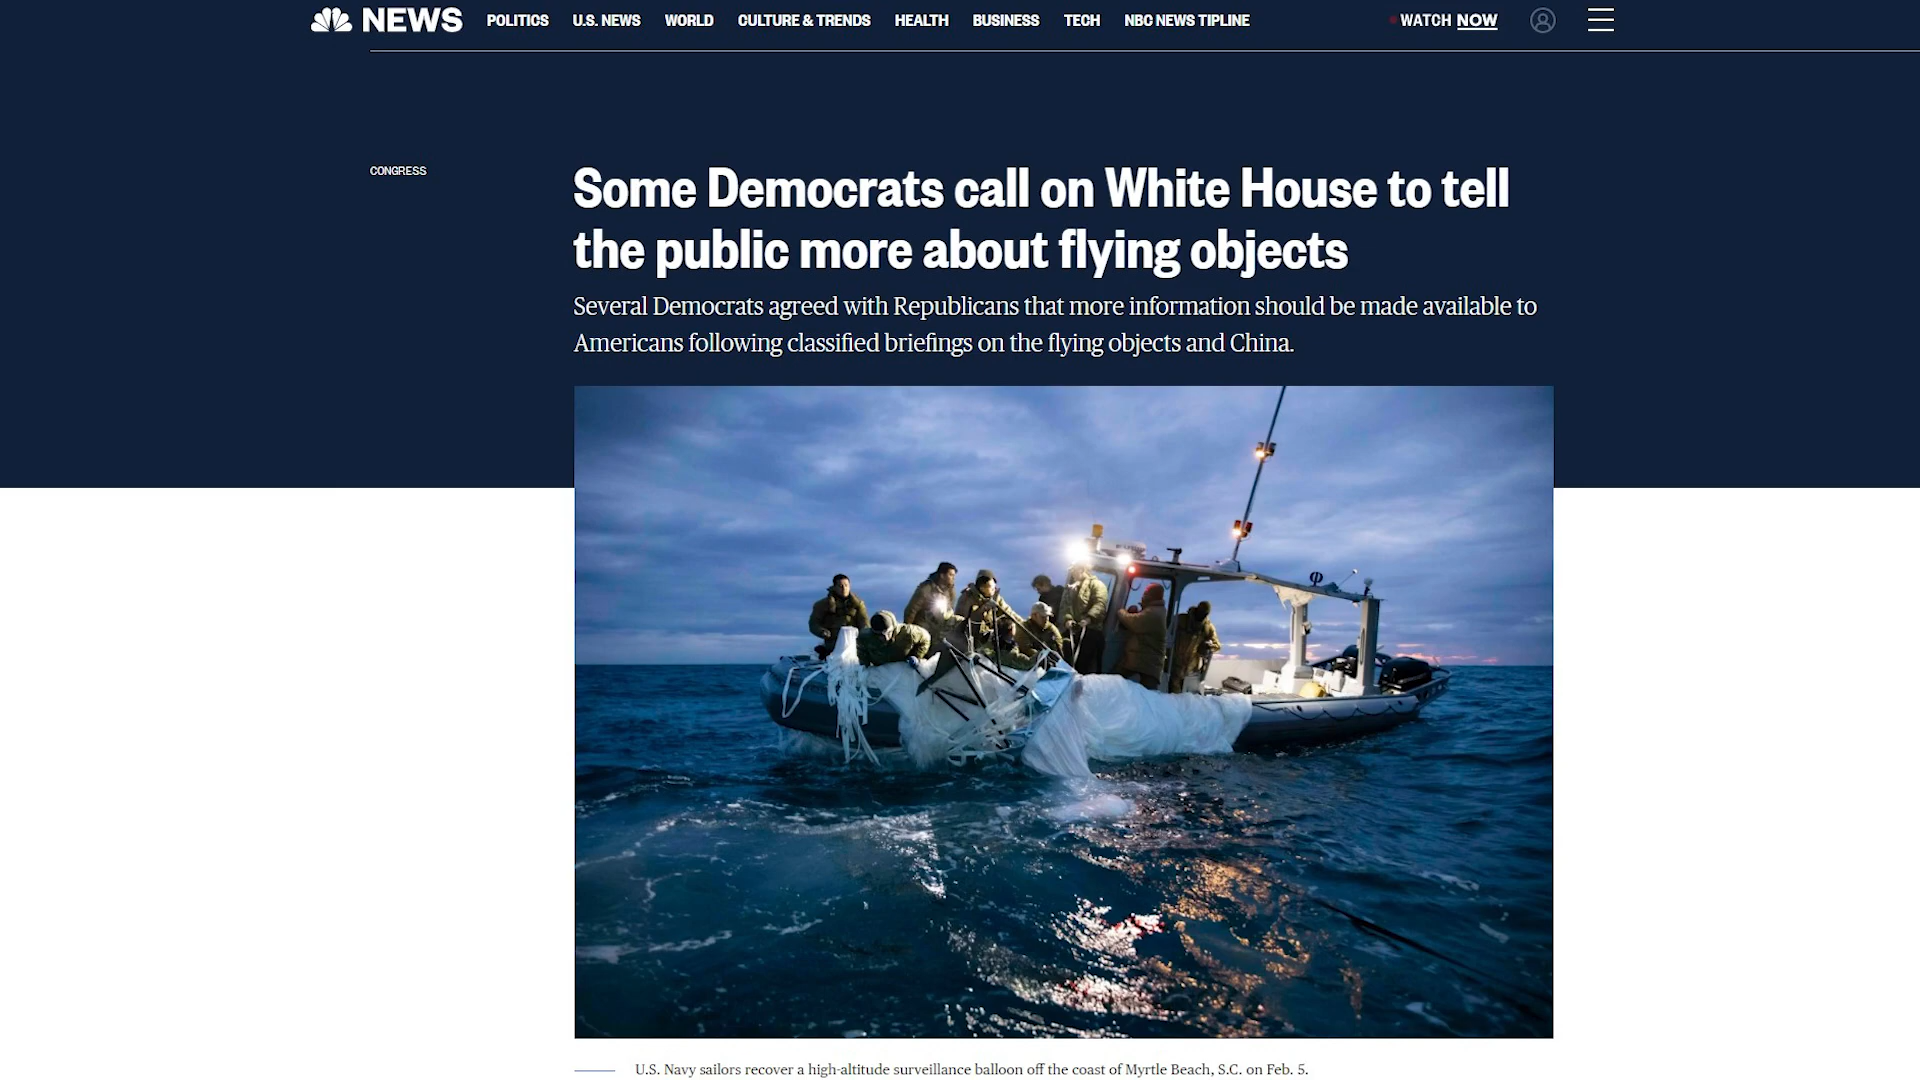 NEWS POLITICS U.S. NEWS WORLD CULTURE & TRENDS HEALTH BUSINESS TECH NBC NEWS TIPLINE WATCH NOW
CONGRESS
Some Democrats call on White House to tell
the public more about flying objects
Several Democrats agreed with Republicans that more information should be made available to
Americans following classified briefings on the flying objects and China.
U.S. Navy sailors recover a high-altitude surveillance balloon off the coast of Myrtle Beach, S.C. on Feb. 5.